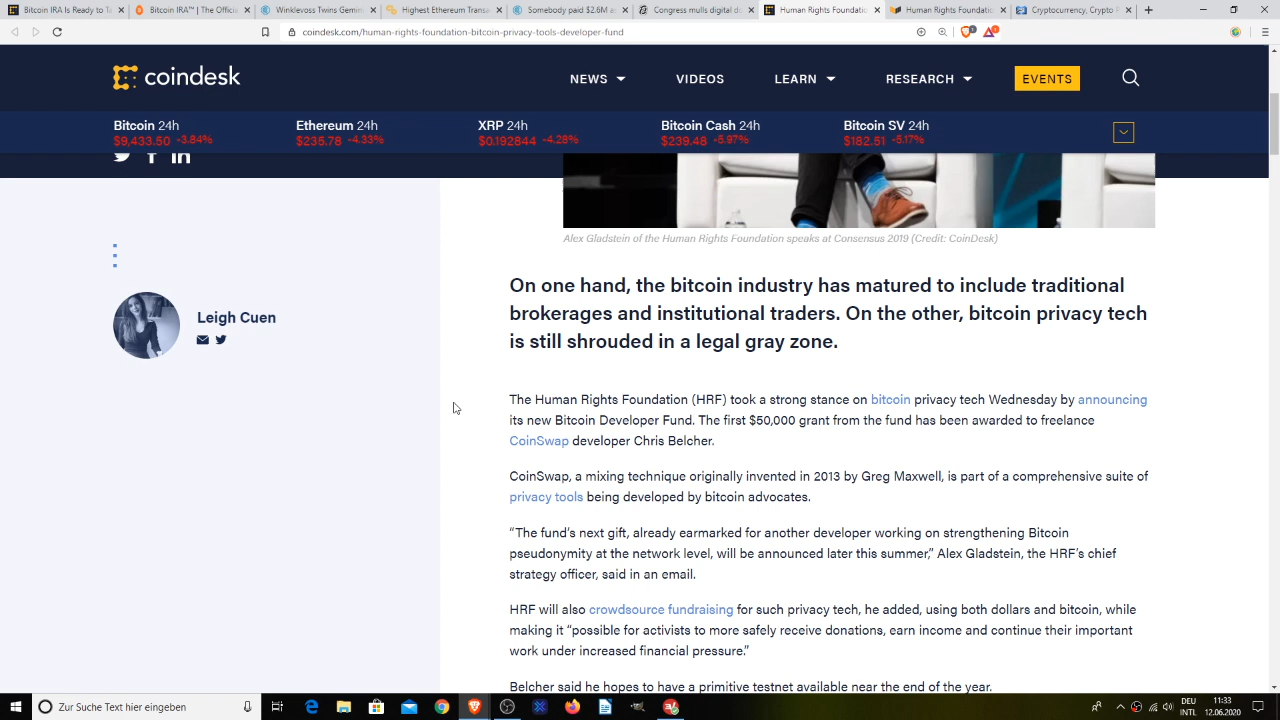 Bitcoin IRA Is Ready to T
Bitcoin IRA™ | The Officia
Winklevoss Twins Gemini
Highest Ethereum Transa
Somebody paid $2.6M as
Congress mulls digital do
Human Rights Foundatio
Human Rights Foundation
Cryptocurrency, Crypto P
coindesk.com/human-rights-foundation-bitcoin-privacy-tools-developer-fund
coindesk
NEWS
VIDEOS
LEARN
RESEARCH
EVENTS
Bitcoin 24h
$9,433.50 -3.84%
Ethereum 24h
$235.78 -4.33%
XRP 24h
$0.192844 -4.28%
Bitcoin Cash 24h
$239.48 -5.97%
Bitcoin SV 24h
$182.51 -5.17%
Alex Gladstein of the Human Rights Foundation speaks at Consensus 2019 (Credit: CoinDesk)
Leigh Cuen
On one hand, the bitcoin industry has matured to include traditional
brokerages and institutional traders. On the other, bitcoin privacy tech
is still shrouded in a legal gray zone.
The Human Rights Foundation (HRF) took a strong stance on bitcoin privacy tech Wednesday by announcing
its new Bitcoin Developer Fund. The first $50,000 grant from the fund has been awarded to freelance
CoinSwap developer Chris Belcher.
CoinSwap, a mixing technique originally invented in 2013 by Greg Maxwell, is part of a comprehensive suite of
privacy tools being developed by bitcoin advocates.
“The fund’s next gift, already earmarked for another developer working on strengthening Bitcoin
pseudonymity at the network level, will be announced later this summer,” Alex Gladstein, the HRF’s chief
strategy officer, said in an email.
HRF will also crowdsource fundraising for such privacy tech, he added, using both dollars and bitcoin, while
making it “possible for activists to more safely receive donations, earn income and continue their important
work under increased financial pressure.”
Belcher said he hopes to have a primitive testnet available near the end of the year.
Zur Suche Text hier eingeben
DEU
INTL
11:33
12.06.2020